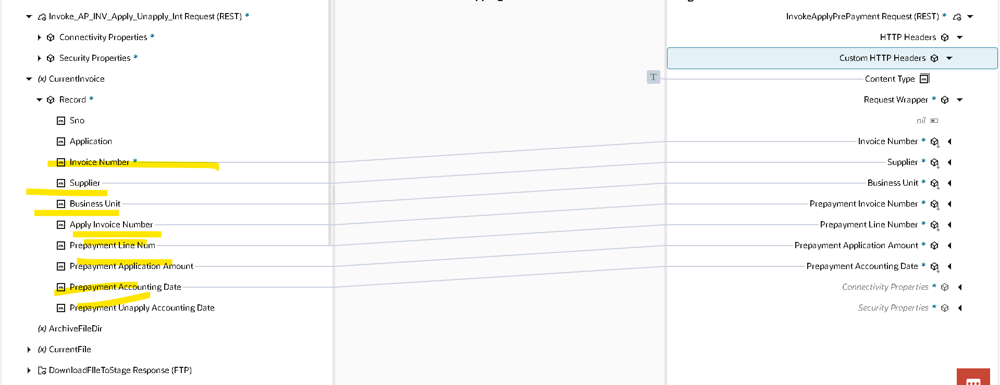 Invoke_AP_INV_Apply_Unapply_Int Request (REST) *
Connectivity Properties *
Security Properties *
CurrentInvoice
Record *
Sno
Application
Invoice Number *
Supplier
Business Unit
Apply Invoice Number
Prepayment Line Num
Prepayment Application Amount
Prepayment Accounting Date
Prepayment Unapply Accounting Date
ArchiveFileDir
CurrentFile
DownloadFIleToStage Response (FTP)
T
InvokeApplyPrePayment Request (REST) *
HTTP Headers
Custom HTTP Headers
Content Type
Request Wrapper *
nil
Invoice Number *
Supplier *
Business Unit *
Prepayment Invoice Number *
Prepayment Line Number *
Prepayment Application Amount *
Prepayment Accounting Date *
Connectivity Properties *
Security Properties *